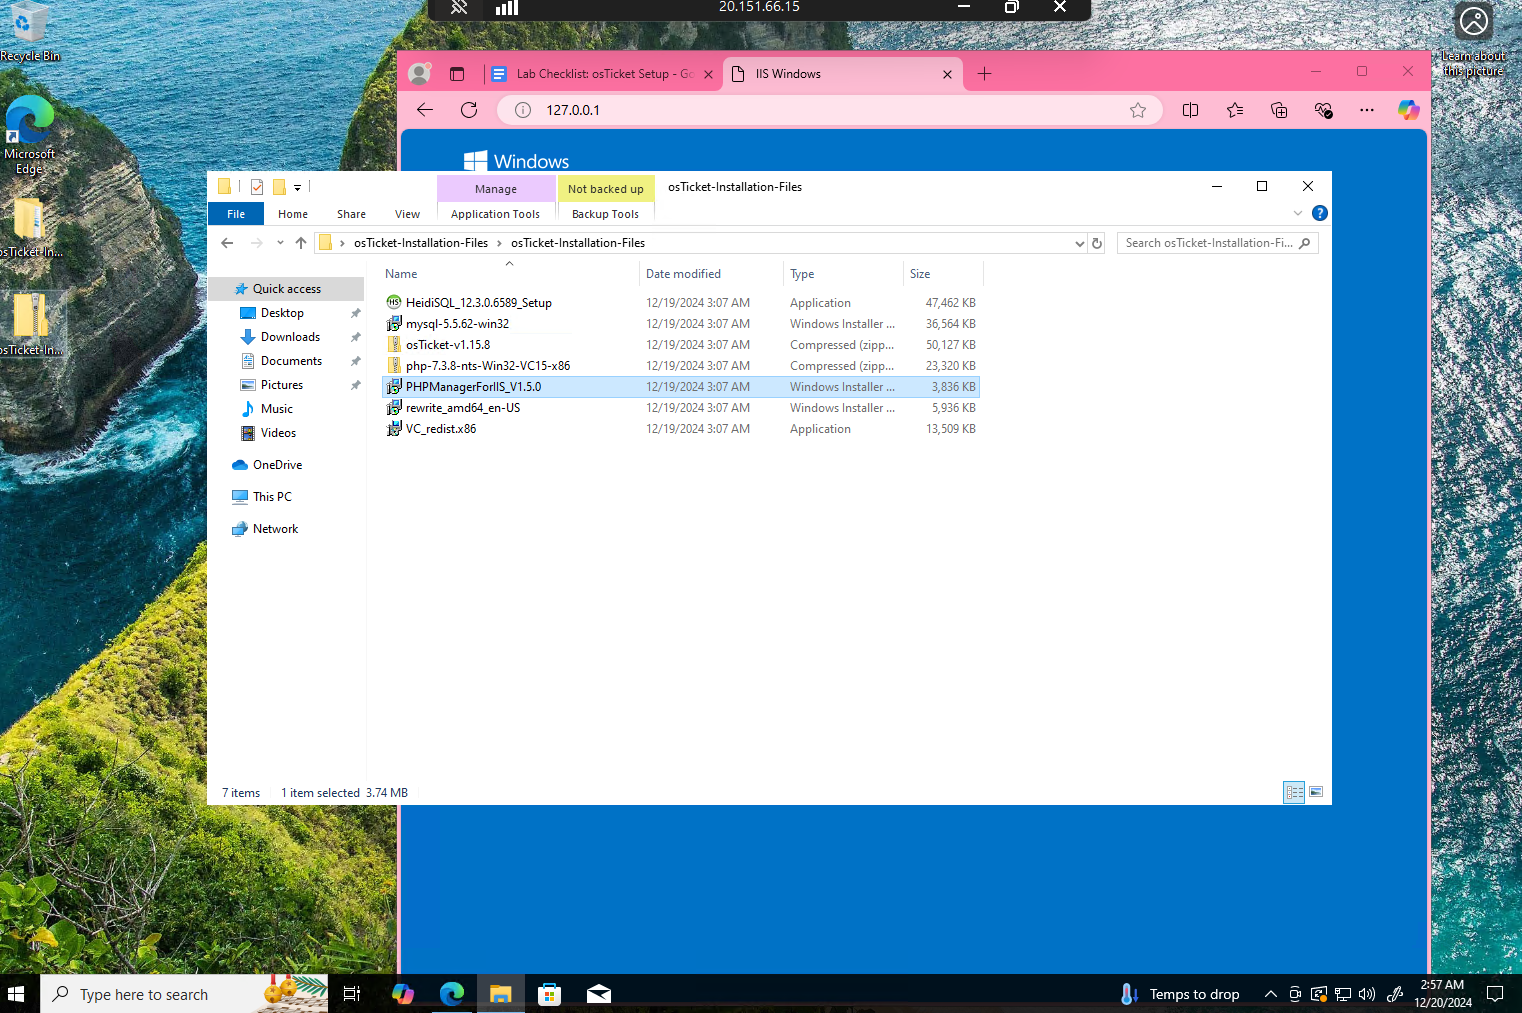 20.151.66.15
Recycle Bin
Learn about
this picture
Lab Checklist: osTicket Setup - Go
IIS Windows
127.0.0.1
Microsoft
Edge
Windows
Manage
Not backed up
osTicket-Installation-Files
File
Home
Share
View
Application Tools
Backup Tools
osTicket-Installation-Files
osTicket-Installation-Files
Search osTicket-Installation-Fi...
osTicket-In...
osTicket-In...
Quick access
Desktop
Downloads
Documents
Pictures
Music
Videos
OneDrive
This PC
Network
Name Date modified Type Size
HeidiSQL_12.3.0.6589_Setup 12/19/2024 3:07 AM Application 47,462 KB
mysql-5.5.62-win32 12/19/2024 3:07 AM Windows Installer ... 36,564 KB
osTicket-v1.15.8 12/19/2024 3:07 AM Compressed (zipp... 50,127 KB
php-7.3.8-nts-Win32-VC15-x86 12/19/2024 3:07 AM Compressed (zipp... 23,320 KB
PHPManagerForIIS_V1.5.0 12/19/2024 3:07 AM Windows Installer ... 3,836 KB
rewrite_amd64_en-US 12/19/2024 3:07 AM Windows Installer ... 5,936 KB
VC_redist.x86 12/19/2024 3:07 AM Application 13,509 KB
7 items 1 item selected 3.74 MB
Type here to search
Temps to drop
2:57 AM
12/20/2024